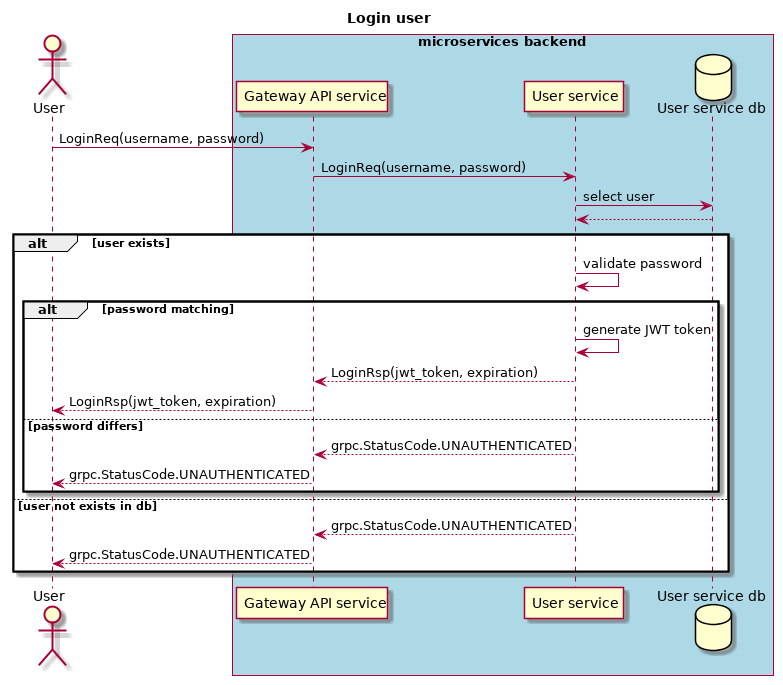 Login user
microservices backend
User
Gateway API service
User service
User service db
LoginReq(username, password)
LoginReq(username, password)
select user
alt [user exists]
validate password
alt [password matching]
generate JWT token
LoginRsp(jwt_token, expiration)
LoginRsp(jwt_token, expiration)
[password differs]
grpc.StatusCode.UNAUTHENTICATED
grpc.StatusCode.UNAUTHENTICATED
[user not exists in db]
grpc.StatusCode.UNAUTHENTICATED
grpc.StatusCode.UNAUTHENTICATED
User
Gateway API service
User service
User service db